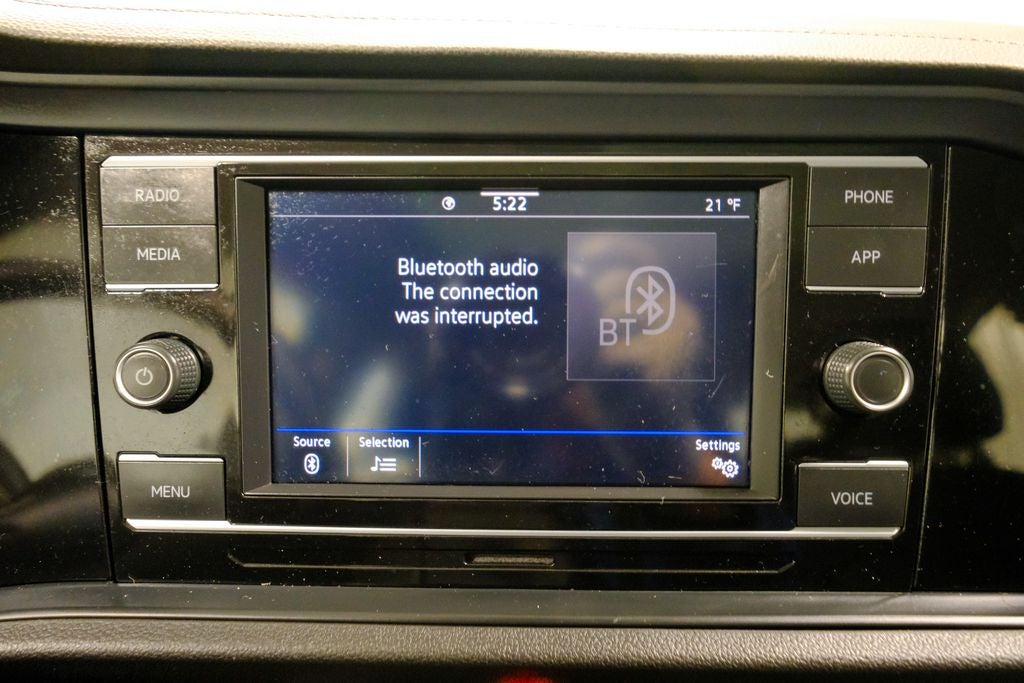 RADIO
MEDIA
MENU
5:22
21 °F
Bluetooth audio
The connection
was interrupted.
BT
Source
Selection
Settings
PHONE
APP
VOICE